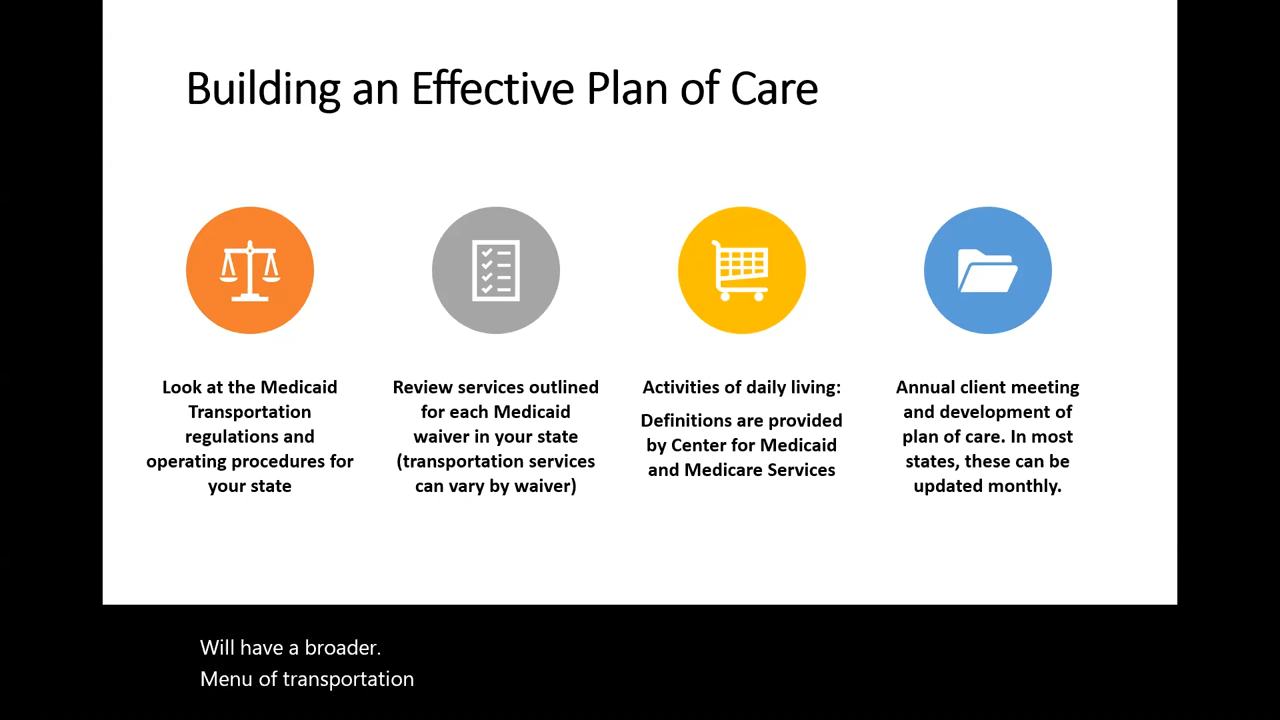 Building an Effective Plan of Care
Look at the Medicaid
Transportation
regulations and
operating procedures for
your state
Review services outlined
for each Medicaid
waiver in your state
(transportation services
can vary by waiver)
Activities of daily living:
Definitions are provided
by Center for Medicaid
and Medicare Services
Annual client meeting
and development of
plan of care. In most
states, these can be
updated monthly.
Will have a broader.
Menu of transportation